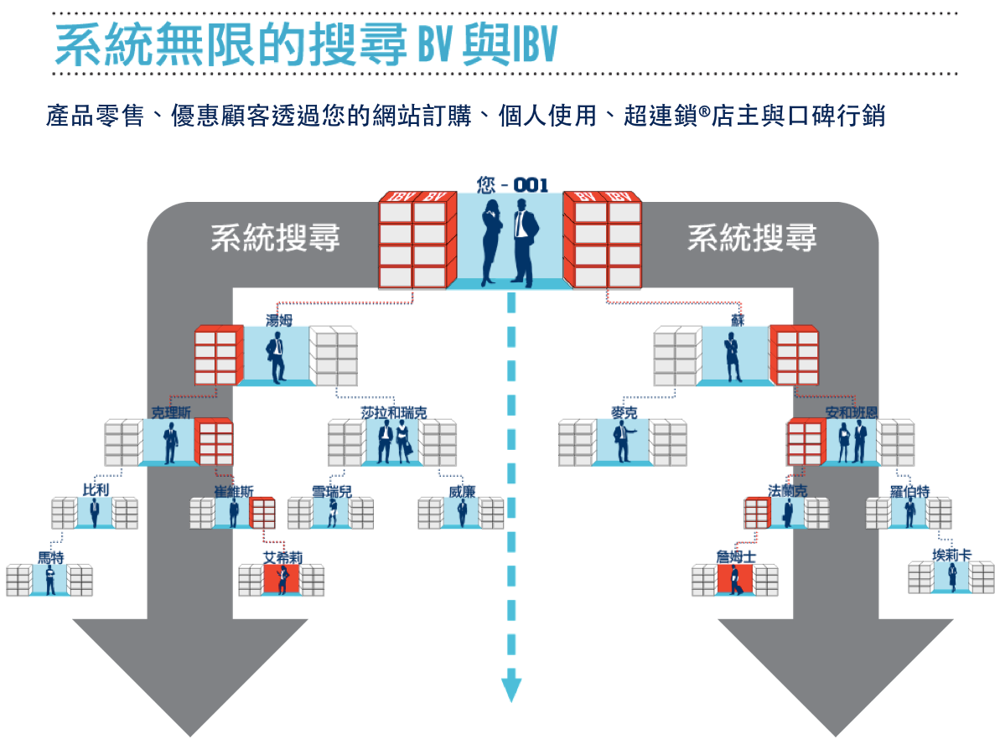 系統無限的搜尋 BV 與IBV
產品零售、優惠顧客透過您的網站訂購、個人使用、超連鎖®店主與口碑行銷
您 - 001
IBV BV
BV IBV
系統搜尋
系統搜尋
湯姆
蘇
克理斯
莎拉和瑞克
麥克
安和班恩
比利
崔維斯
雪瑞兒
威廉
法蘭克
羅伯特
馬特
艾希莉
詹姆士
埃莉卡